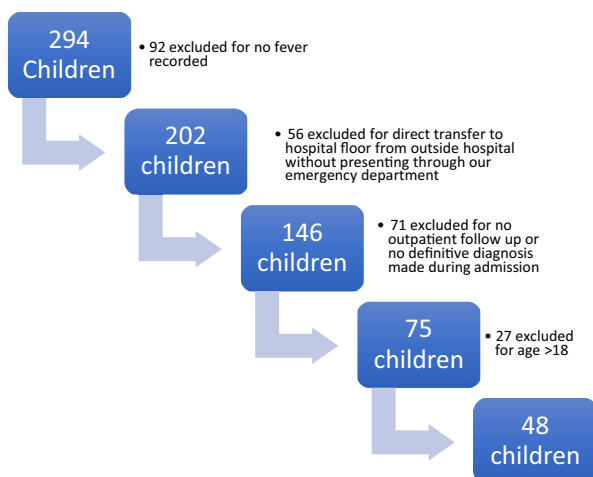 294
Children
• 92 excluded for no fever
recorded
202
children
• 56 excluded for direct transfer to
hospital floor from outside hospital
without presenting through our
emergency department
146
children
• 71 excluded for no
outpatient follow up or
no definitive diagnosis
made during admission
75
children
• 27 excluded
for age >18
48
children